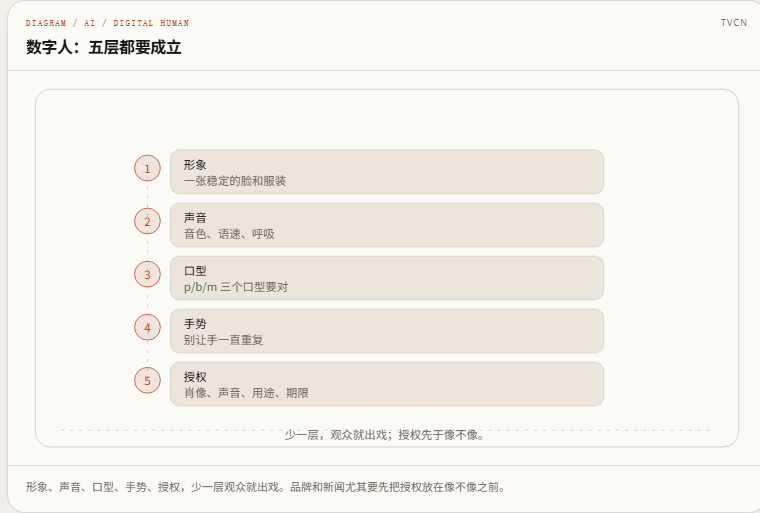 DIAGRAM / AI / DIGITAL HUMAN
TVCN
数字人：五层都要成立
1
形象
一张稳定的脸和服装
2
声音
音色、语速、呼吸
3
口型
p/b/m 三个口型要对
4
手势
别让手一直重复
5
授权
肖像、声音、用途、期限
少一层，观众就出戏；授权先于像不像。
形象、声音、口型、手势、授权，少一层观众就出戏。品牌和新闻尤其要先把授权放在像不像之前。